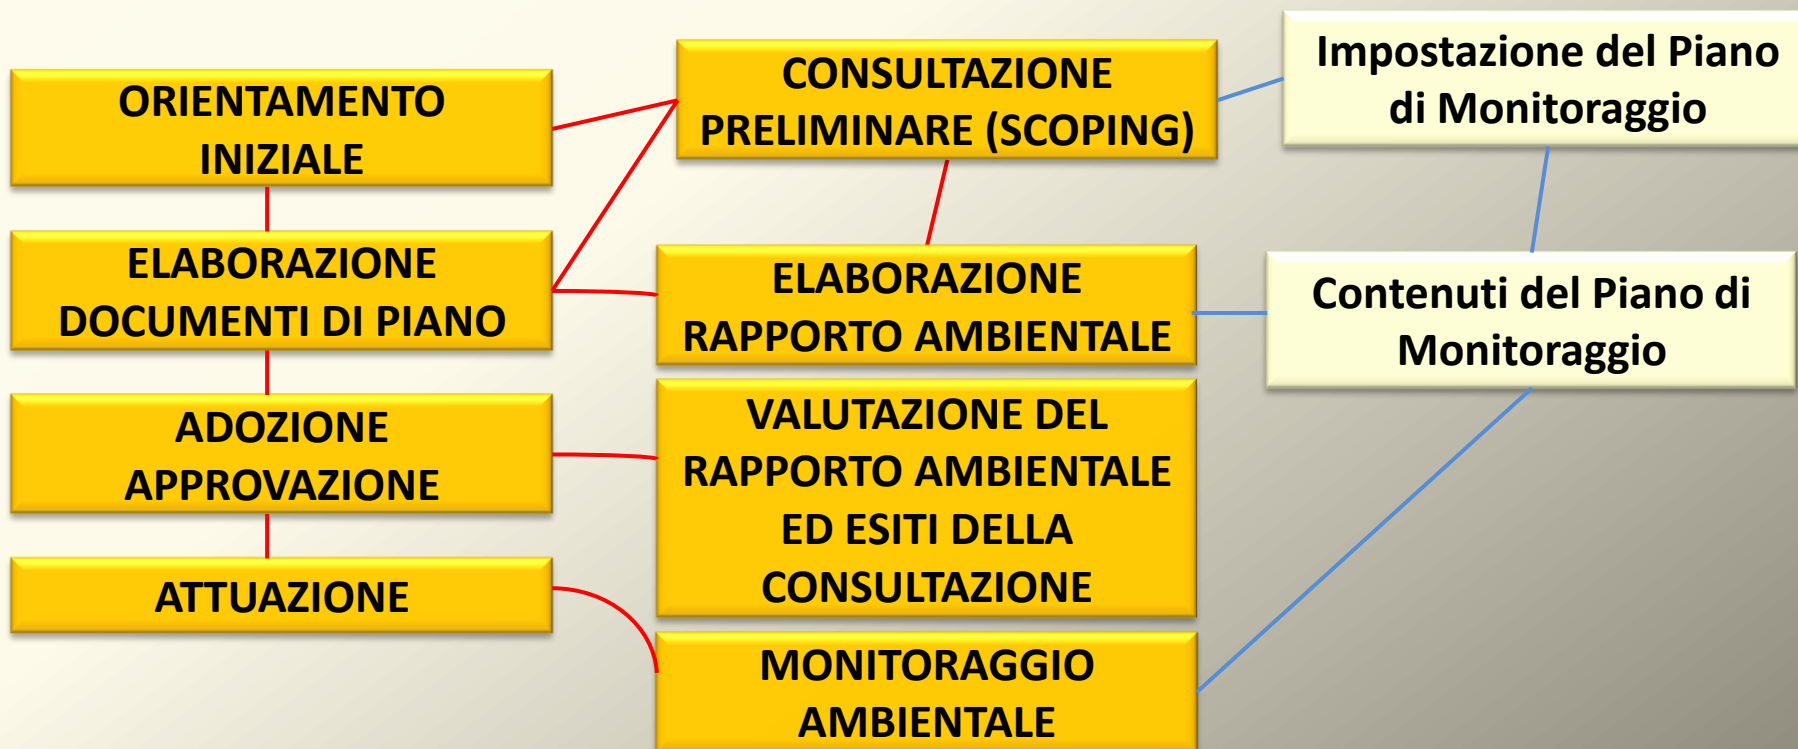 ORIENTAMENTO
INIZIALE
ELABORAZIONE
DOCUMENTI DI PIANO
ADOZIONE
APPROVAZIONE
ATTUAZIONE
CONSULTAZIONE
PRELIMINARE (SCOPING)
ELABORAZIONE
RAPPORTO AMBIENTALE
VALUTAZIONE DEL
RAPPORTO AMBIENTALE
ED ESITI DELLA
CONSULTAZIONE
MONITORAGGIO
AMBIENTALE
Impostazione del Piano
di Monitoraggio
Contenuti del Piano di
Monitoraggio